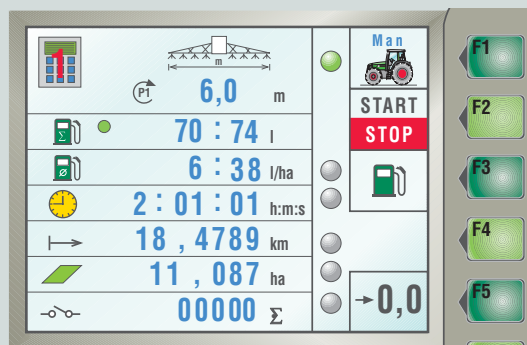 1
Man
F1
m
P1
6,0 m
START
STOP
F2
Σ
70 : 74 l
ø
6 : 38 l/ha
F3
2 : 01 : 01 h:m:s
18 , 4789 km
F4
11 , 087 ha
→0,0
F5
00000 Σ